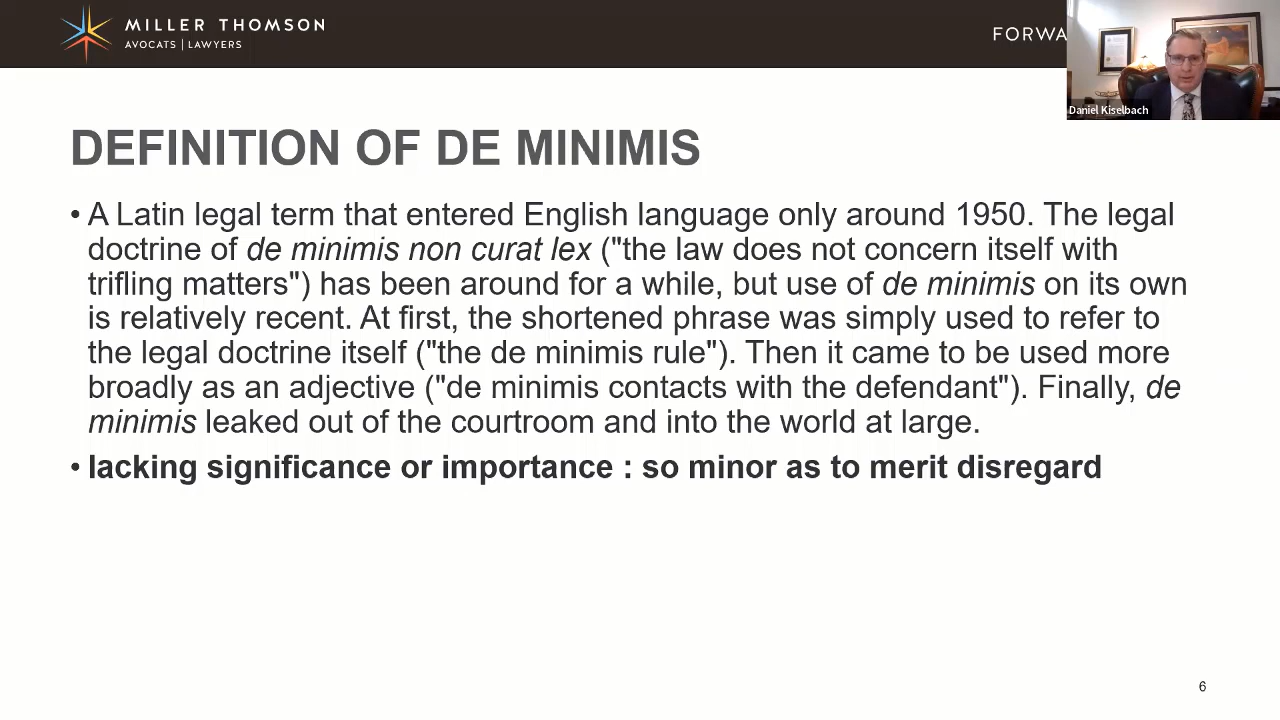 MILLER THOMSON
AVOCATS | LAWYERS
FORWA
Daniel Kiselbach
DEFINITION OF DE MINIMIS
• A Latin legal term that entered English language only around 1950. The legal
doctrine of de minimis non curat lex ("the law does not concern itself with
trifling matters") has been around for a while, but use of de minimis on its own
is relatively recent. At first, the shortened phrase was simply used to refer to
the legal doctrine itself ("the de minimis rule"). Then it came to be used more
broadly as an adjective ("de minimis contacts with the defendant"). Finally, de
minimis leaked out of the courtroom and into the world at large.
• lacking significance or importance : so minor as to merit disregard
6